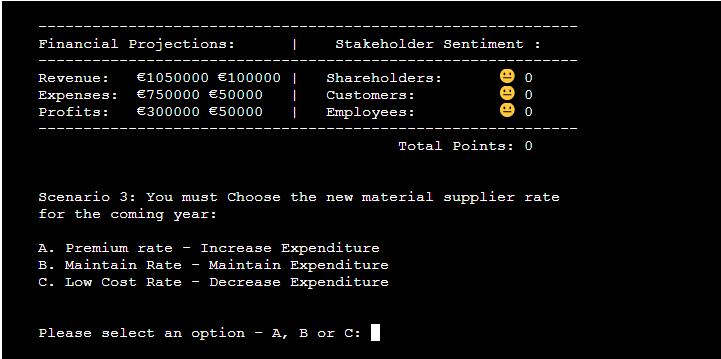 ------------------------------------------------------------
Financial Projections:      |    Stakeholder Sentiment :
------------------------------------------------------------
Revenue:   €1050000 €100000 |   Shareholders:      😐 0
Expenses:  €750000 €50000   |   Customers:         😐 0
Profits:   €300000 €50000   |   Employees:         😐 0
------------------------------------------------------------
Total Points: 0
Scenario 3: You must Choose the new material supplier rate
for the coming year:
A. Premium rate - Increase Expenditure
B. Maintain Rate - Maintain Expenditure
C. Low Cost Rate - Decrease Expenditure
Please select an option - A, B or C: